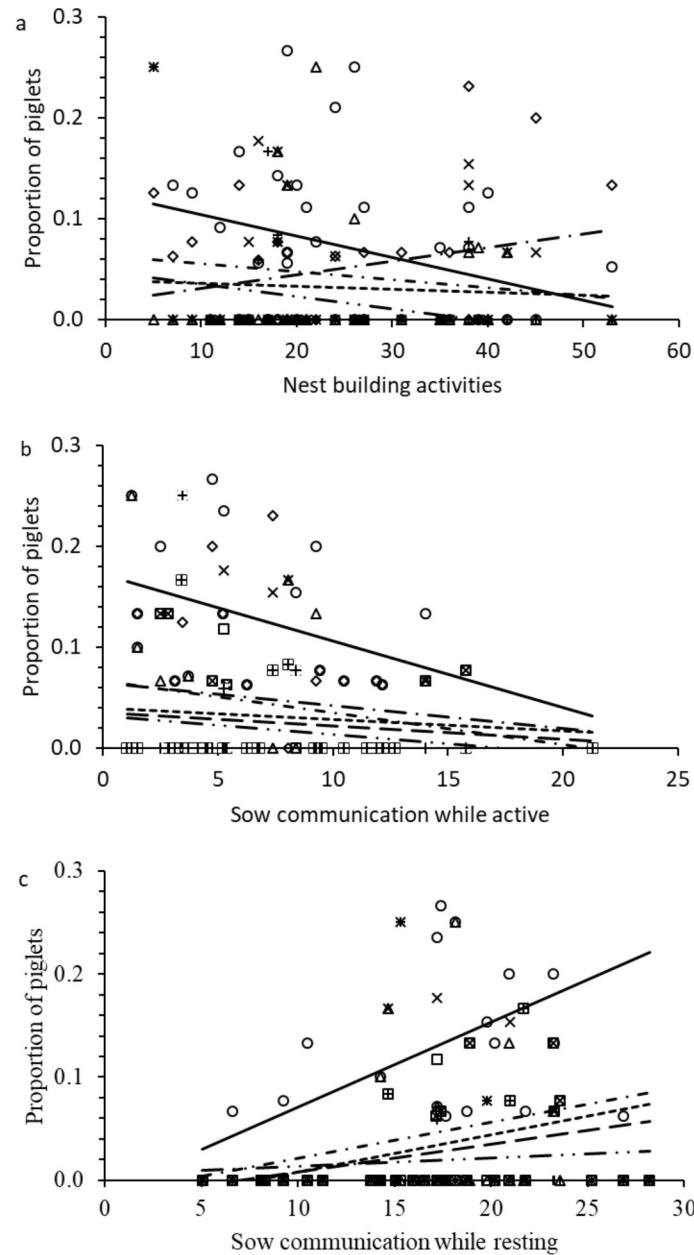 a
0.3
0.2
0.1
0.0
Proportion of piglets
0 10 20 30 40 50 60
Nest building activities
b
0.3
0.2
0.1
0.0
Proportion of piglets
0 5 10 15 20 25
Sow communication while active
c
0.3
0.2
0.1
0.0
Proportion of piglets
0 5 10 15 20 25 30
Sow communication while resting